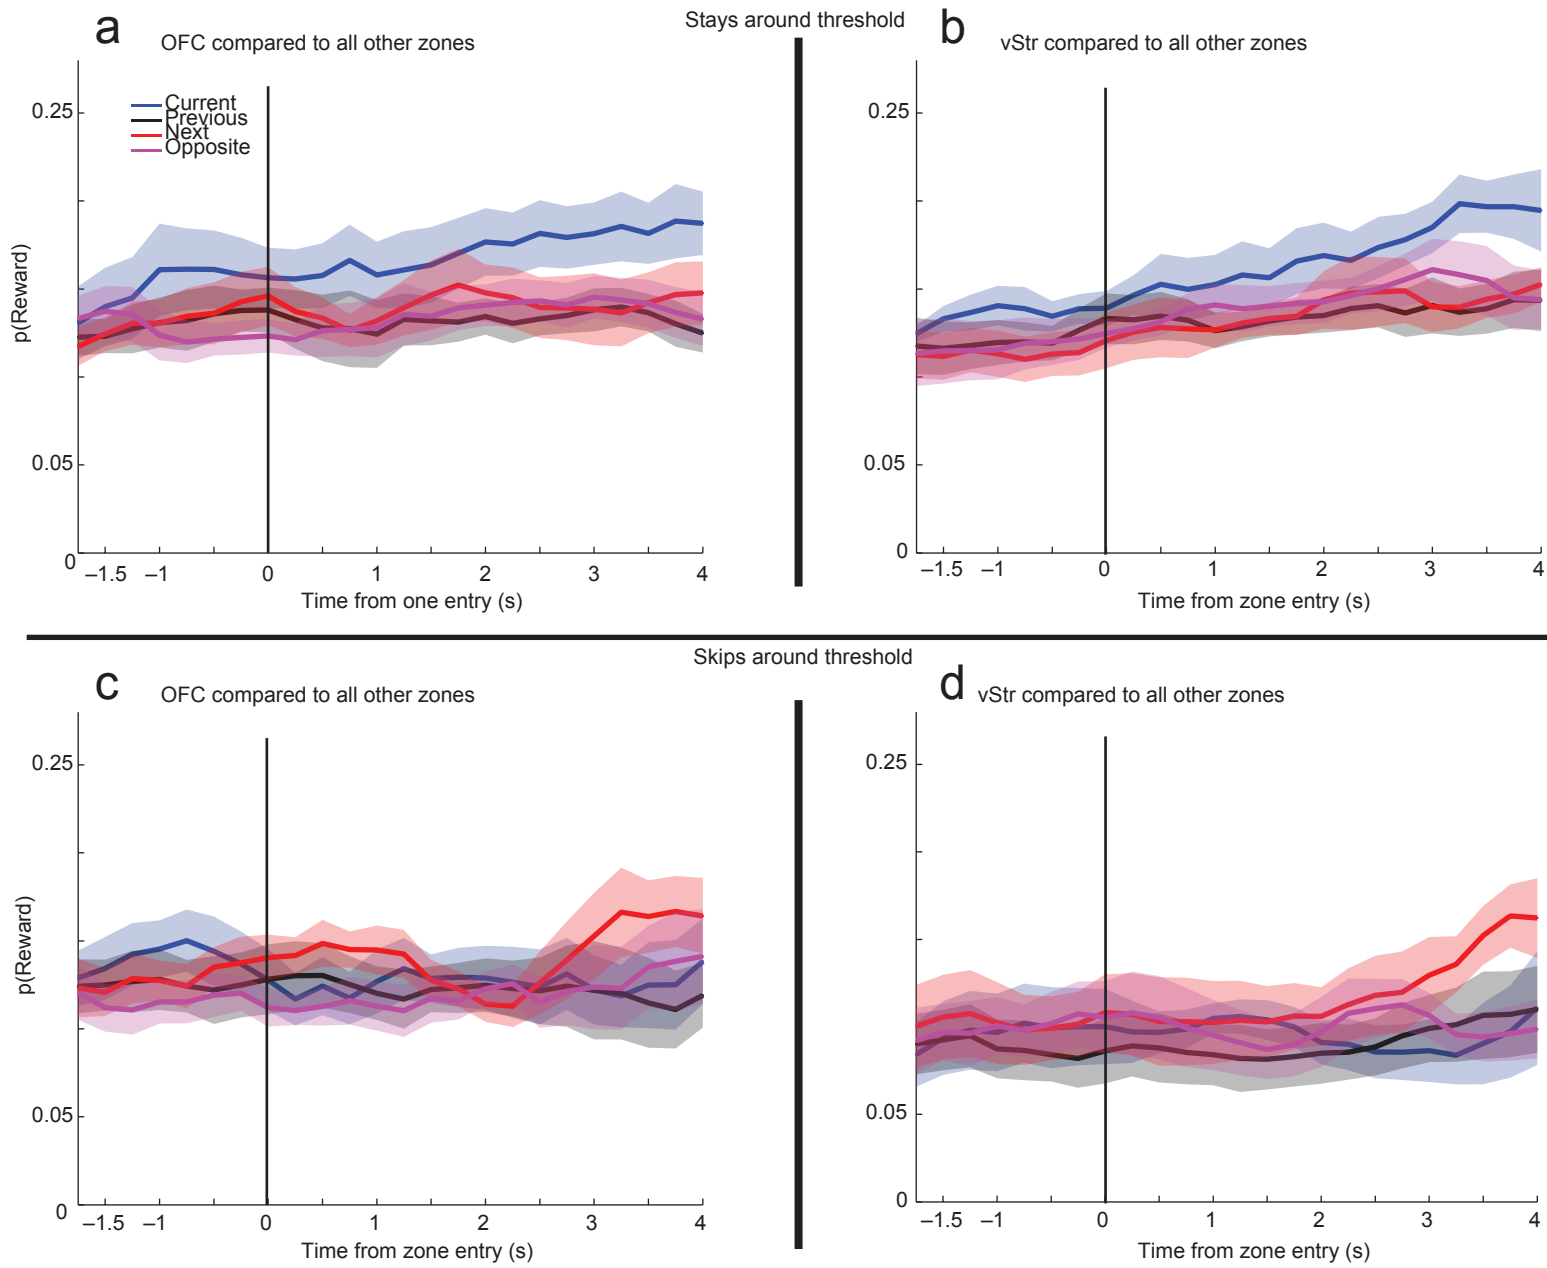 Stays around threshold
a
OFC compared to all other zones
0.25
Current
Previous
Next
Opposite
p(Reward)
0.05
0
–1.5 –1 0 1 2 3 4
Time from one entry (s)
b
vStr compared to all other zones
0.25
0.05
0
–1.5 –1 0 1 2 3 4
Time from zone entry (s)
Skips around threshold
c
OFC compared to all other zones
0.25
p(Reward)
0.05
0
–1.5 –1 0 1 2 3 4
Time from zone entry (s)
d
vStr compared to all other zones
0.25
0.05
0
–1.5 –1 0 1 2 3 4
Time from zone entry (s)